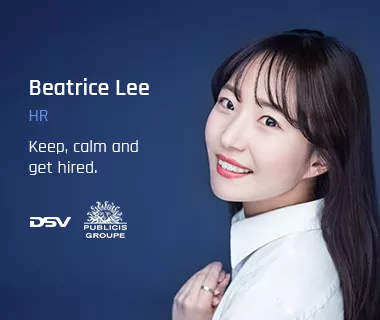 Beatrice Lee
HR
Keep, calm and
get hired.
DSV
PUBLICIS
GROUPE